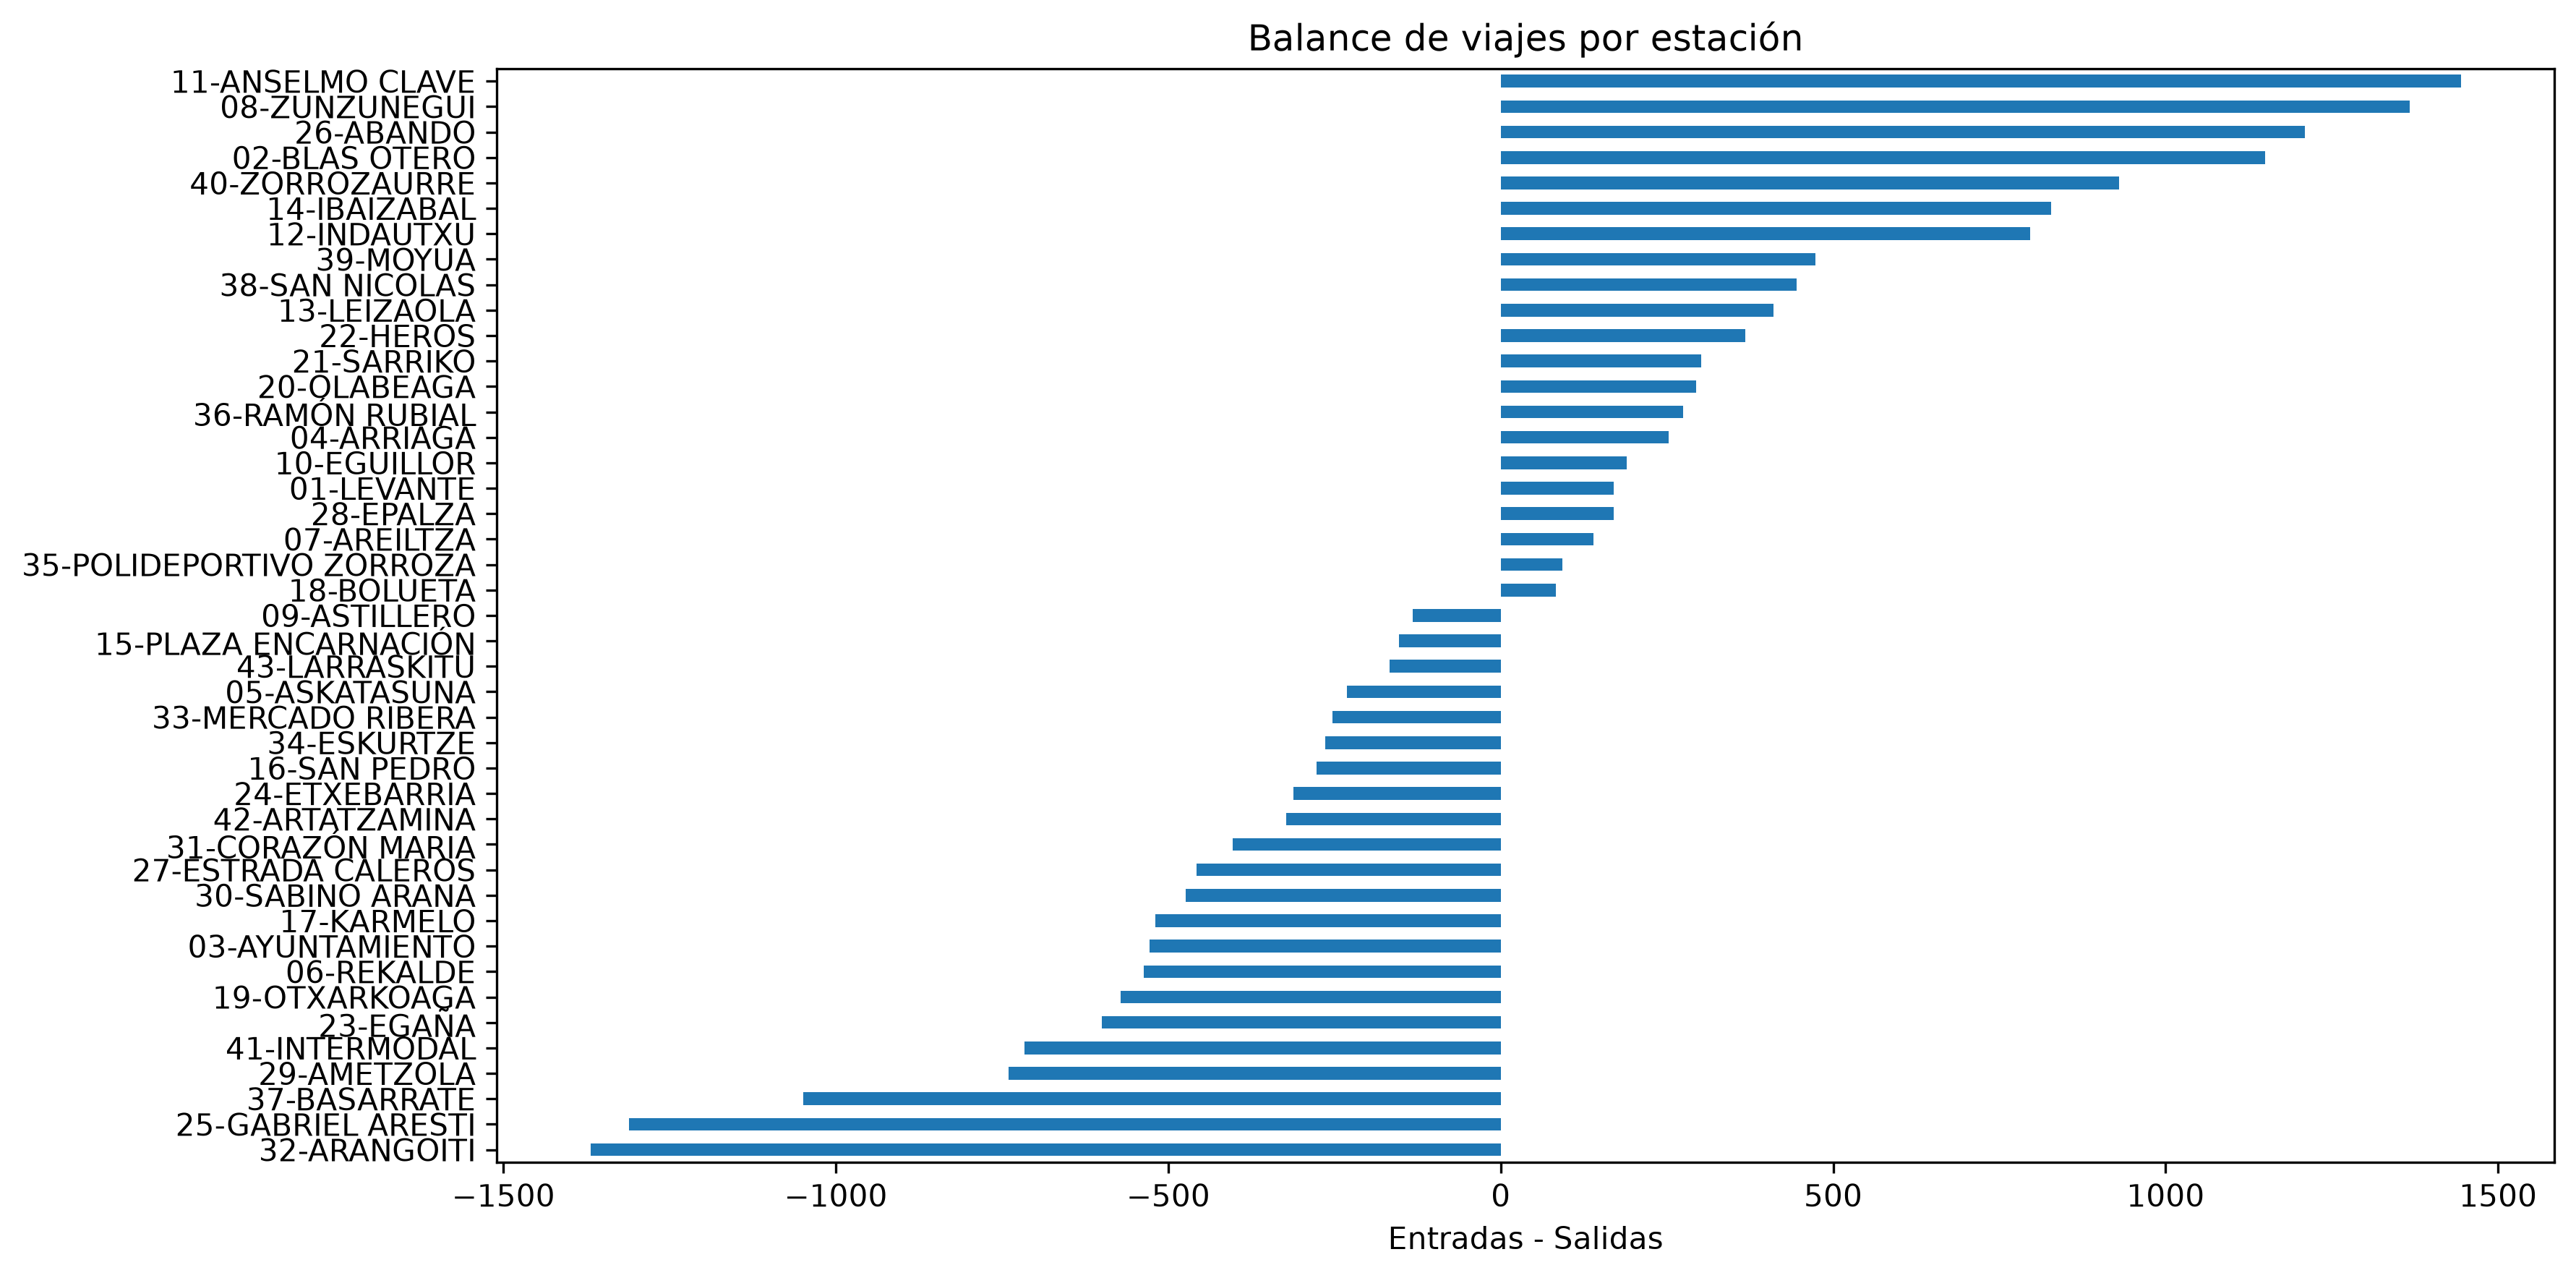 Balance de viajes por estación
11-ANSELMO CLAVE
08-ZUNZUNEGUI
26-ABANDO
02-BLAS OTERO
40-ZORROZAURRE
14-IBAIZABAL
12-INDAUTXU
39-MOYUA
38-SAN NICOLAS
13-LEIZAOLA
22-HEROS
21-SARRIKO
20-OLABEAGA
36-RAMÓN RUBIAL
04-ARRIAGA
10-EGUILLOR
01-LEVANTE
28-EPALZA
07-AREILTZA
35-POLIDEPORTIVO ZORROZA
18-BOLUETA
09-ASTILLERO
15-PLAZA ENCARNACIÓN
43-LARRASKITU
05-ASKATASUNA
33-MERCADO RIBERA
34-ESKURTZE
16-SAN PEDRO
24-ETXEBARRIA
42-ARTATZAMINA
31-CORAZÓN MARIA
27-ESTRADA CALEROS
30-SABINO ARANA
17-KARMELO
03-AYUNTAMIENTO
06-REKALDE
19-OTXARKOAGA
23-EGAÑA
41-INTERMODAL
29-AMETZOLA
37-BASARRATE
25-GABRIEL ARESTI
32-ARANGOITI
−1500 −1000 −500 0 500 1000 1500
Entradas - Salidas